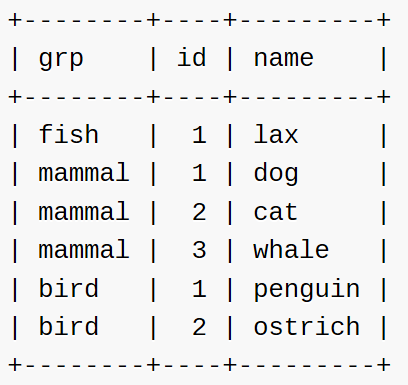 +--------+----+---------+
| grp    | id | name    |
+--------+----+---------+
| fish   |  1 | lax     |
| mammal |  1 | dog     |
| mammal |  2 | cat     |
| mammal |  3 | whale   |
| bird   |  1 | penguin |
| bird   |  2 | ostrich |
+--------+----+---------+